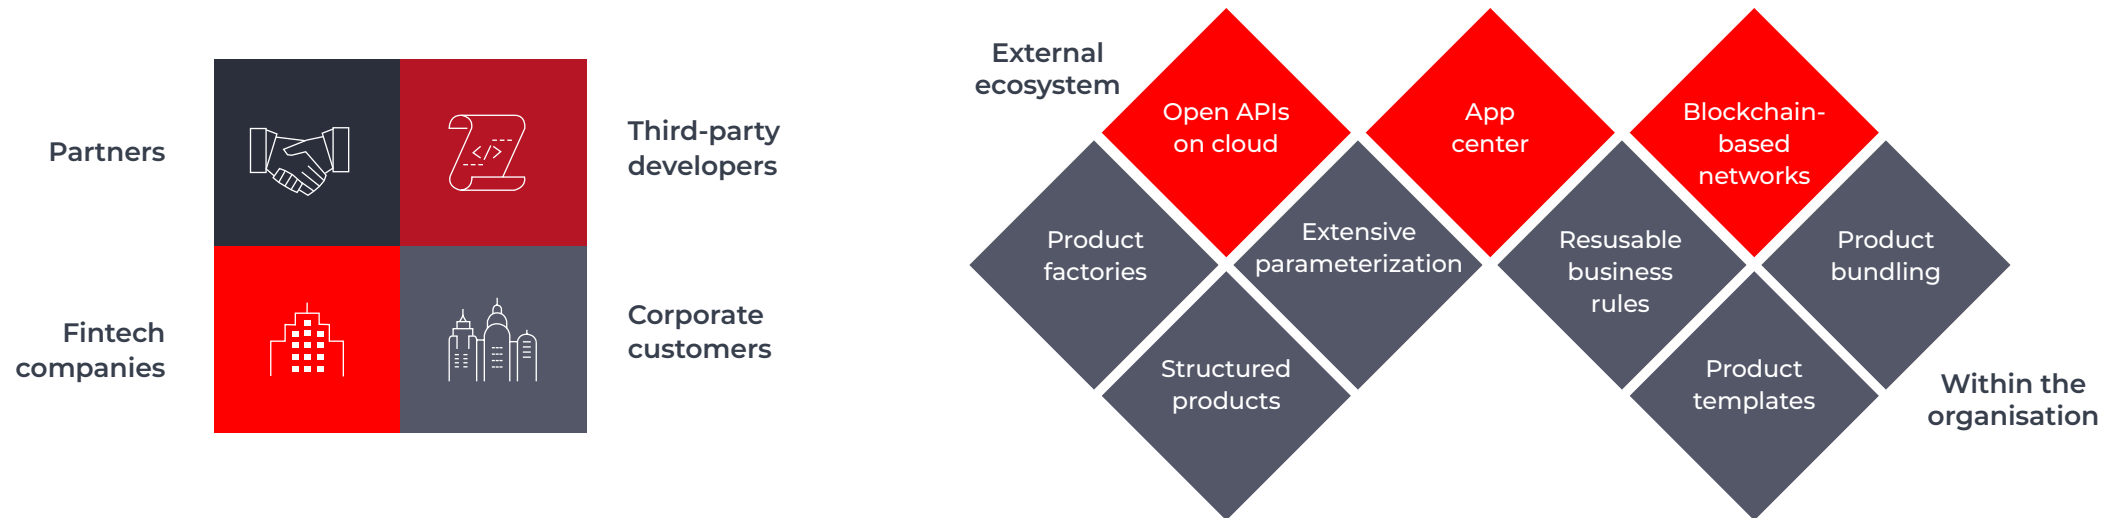 Partners
Third-party
developers
Fintech
companies
Corporate
customers
External
ecosystem
Open APIs
on cloud
App
center
Blockchain-
based
networks
Product
factories
Extensive
parameterization
Resusable
business
rules
Product
bundling
Structured
products
Product
templates
Within the
organisation